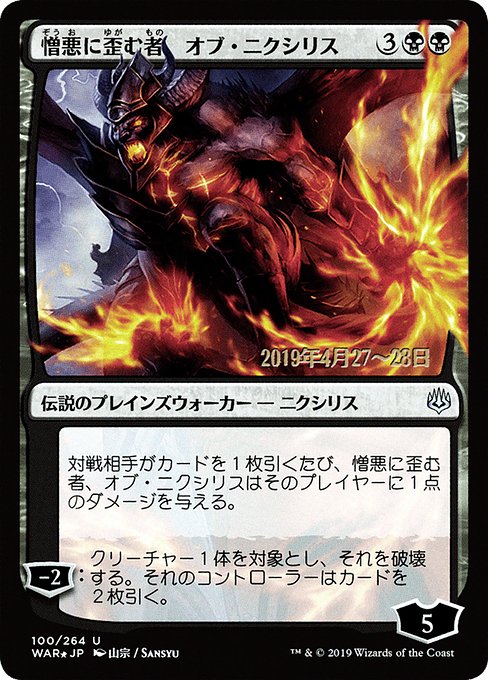 憎悪に歪む者 オブ・ニクシリス 3
ぞうお ゆが もの
2019年4月27~28日
伝説のプレインズウォーカー ― ニクシリス
対戦相手がカードを1枚引くたび、憎悪に歪む
者、オブ・ニクシリスはそのプレイヤーに1点
のダメージを与える。
-2
クリーチャー1体を対象とし、それを破壊
:する。それのコントローラーはカードを
2枚引く。
5
100/264 U
WAR★JP 山宗/SANSYU
™ & © 2019 Wizards of the Coast